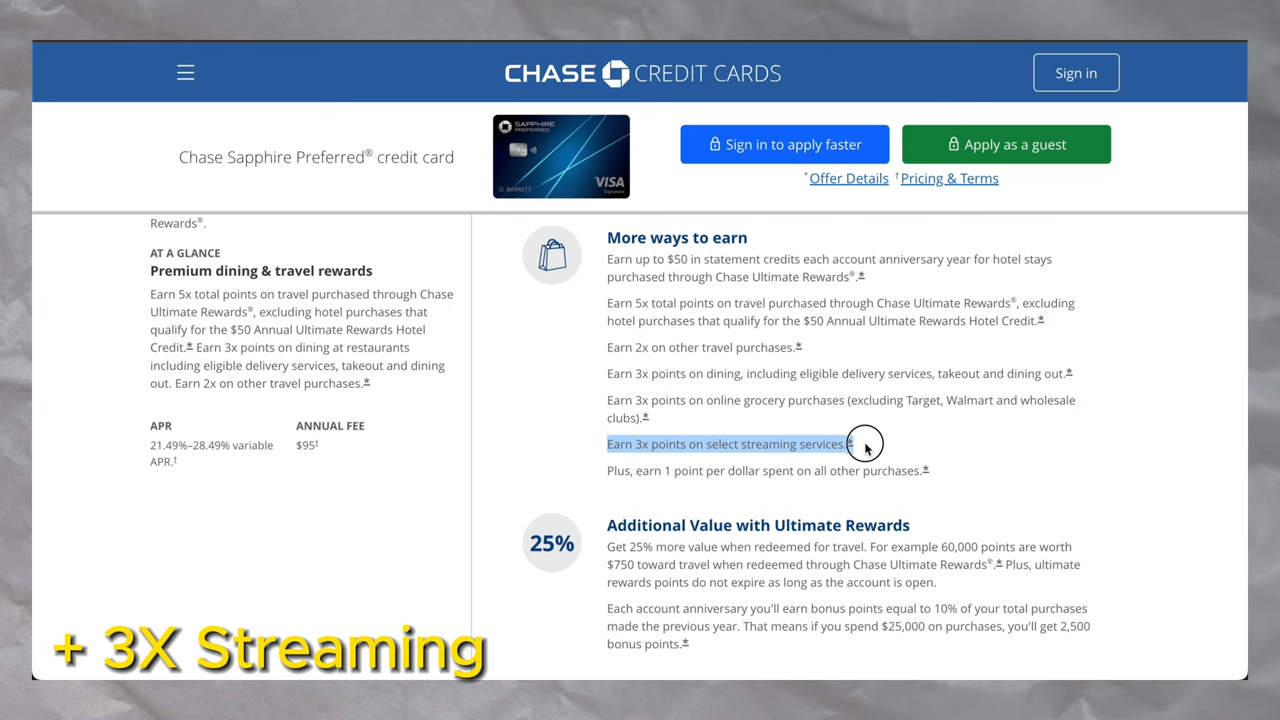 CHASE CREDIT CARDS
Sign in
Chase Sapphire Preferred® credit card
SAPPHIRE
PREFERRED
D. BARRETT
VISA
Signature
Sign in to apply faster
Apply as a guest
*Offer Details †Pricing & Terms
Rewards®.
AT A GLANCE
Premium dining & travel rewards
Earn 5x total points on travel purchased through Chase
Ultimate Rewards®, excluding hotel purchases that
qualify for the $50 Annual Ultimate Rewards Hotel
Credit.* Earn 3x points on dining at restaurants
including eligible delivery services, takeout and dining
out. Earn 2x on other travel purchases.*
APR
21.49%–28.49% variable
APR.†
ANNUAL FEE
$95†
More ways to earn
Earn up to $50 in statement credits each account anniversary year for hotel stays
purchased through Chase Ultimate Rewards®.*
Earn 5x total points on travel purchased through Chase Ultimate Rewards®, excluding
hotel purchases that qualify for the $50 Annual Ultimate Rewards Hotel Credit.*
Earn 2x on other travel purchases.*
Earn 3x points on dining, including eligible delivery services, takeout and dining out.*
Earn 3x points on online grocery purchases (excluding Target, Walmart and wholesale
clubs).*
Earn 3x points on select streaming services.*
Plus, earn 1 point per dollar spent on all other purchases.*
25%
Additional Value with Ultimate Rewards
Get 25% more value when redeemed for travel. For example 60,000 points are worth
$750 toward travel when redeemed through Chase Ultimate Rewards®.* Plus, ultimate
rewards points do not expire as long as the account is open.
Each account anniversary you'll earn bonus points equal to 10% of your total purchases
made the previous year. That means if you spend $25,000 on purchases, you'll get 2,500
bonus points.*
+ 3X Streaming